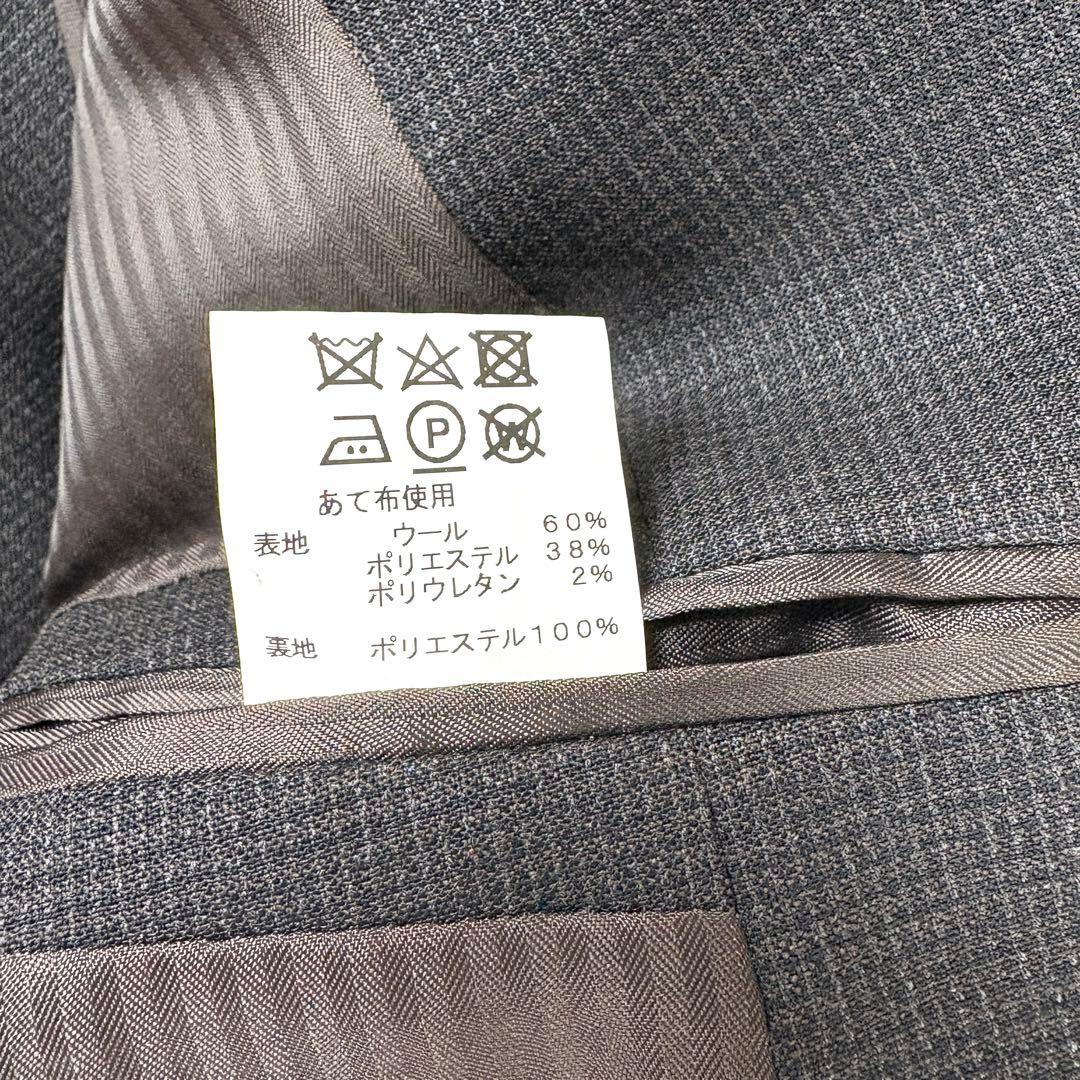 P
W
あて布使用
表地 ウール 60%
ポリエステル 38%
ポリウレタン 2%
裏地 ポリエステル100%